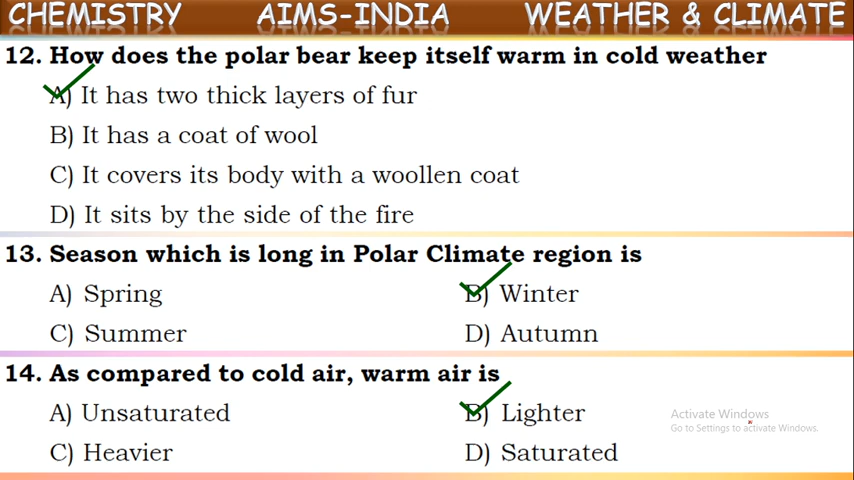 CHEMISTRY AIMS-INDIA WEATHER & CLIMATE
12. How does the polar bear keep itself warm in cold weather
A) It has two thick layers of fur
B) It has a coat of wool
C) It covers its body with a woollen coat
D) It sits by the side of the fire
13. Season which is long in Polar Climate region is
A) Spring B) Winter
C) Summer D) Autumn
14. As compared to cold air, warm air is
A) Unsaturated B) Lighter
C) Heavier D) Saturated
Activate Windows
Go to Settings to activate Windows.